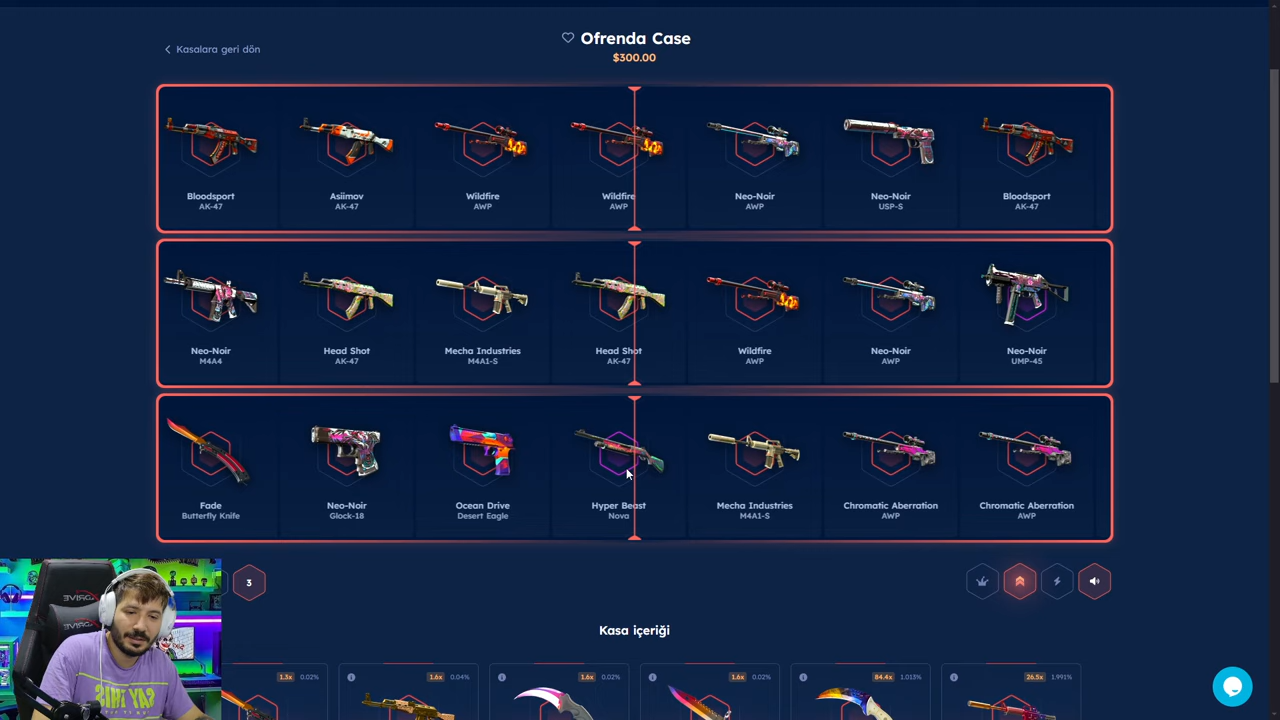 Kasalara geri dön
Ofrenda Case
$300.00
Bloodsport
AK-47
Asiimov
AK-47
Wildfire
AWP
Wildfire
AWP
Neo-Noir
AWP
Neo-Noir
USP-S
Bloodsport
AK-47
Neo-Noir
M4A4
Head Shot
AK-47
Mecha Industries
M4A1-S
Head Shot
AK-47
Wildfire
AWP
Neo-Noir
AWP
Neo-Noir
UMP-45
Fade
Butterfly Knife
Neo-Noir
Glock-18
Ocean Drive
Desert Eagle
Hyper Beast
Nova
Mecha Industries
M4A1-S
Chromatic Aberration
AWP
Chromatic Aberration
AWP
3
Kasa içeriği
1.3x 0.02%
1.6x 0.04%
1.6x 0.02%
1.6x 0.02%
84.4x 1.013%
26.5x 1.991%